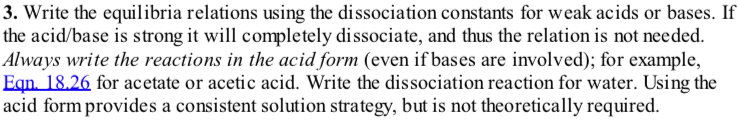 3. Write the equilibria relations using the dissociation constants for weak acids or bases. If
the acid/base is strong it will completely dissociate, and thus the relation is not needed.
Always write the reactions in the acid form (even if bases are involved); for example,
Eqn. 18.26 for acetate or acetic acid. Write the dissociation reaction for water. Using the
acid form provides a consistent solution strategy, but is not theoretically required.